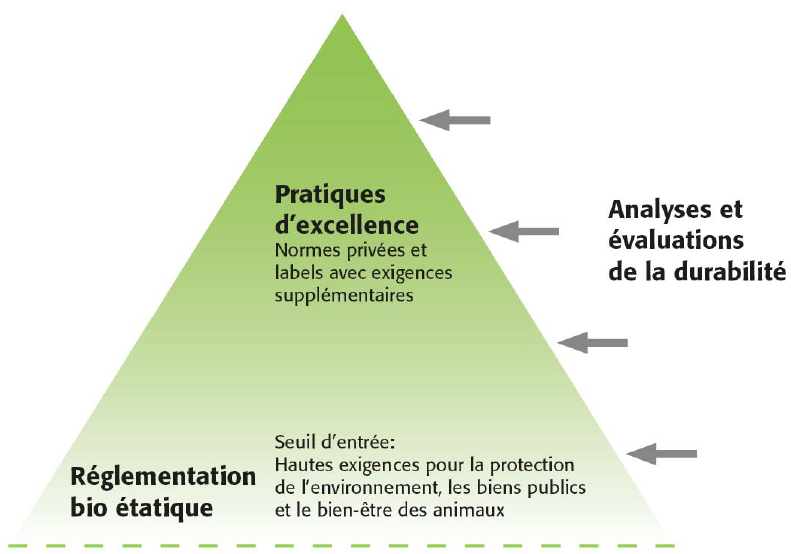 Pratiques
d’excellence
Normes privées et
labels avec exigences
supplémentaires
Analyses et
évaluations
de la durabilité
Réglementation
bio étatique
Seuil d’entrée:
Hautes exigences pour la protection
de l’environnement, les biens publics
et le bien-être des animaux